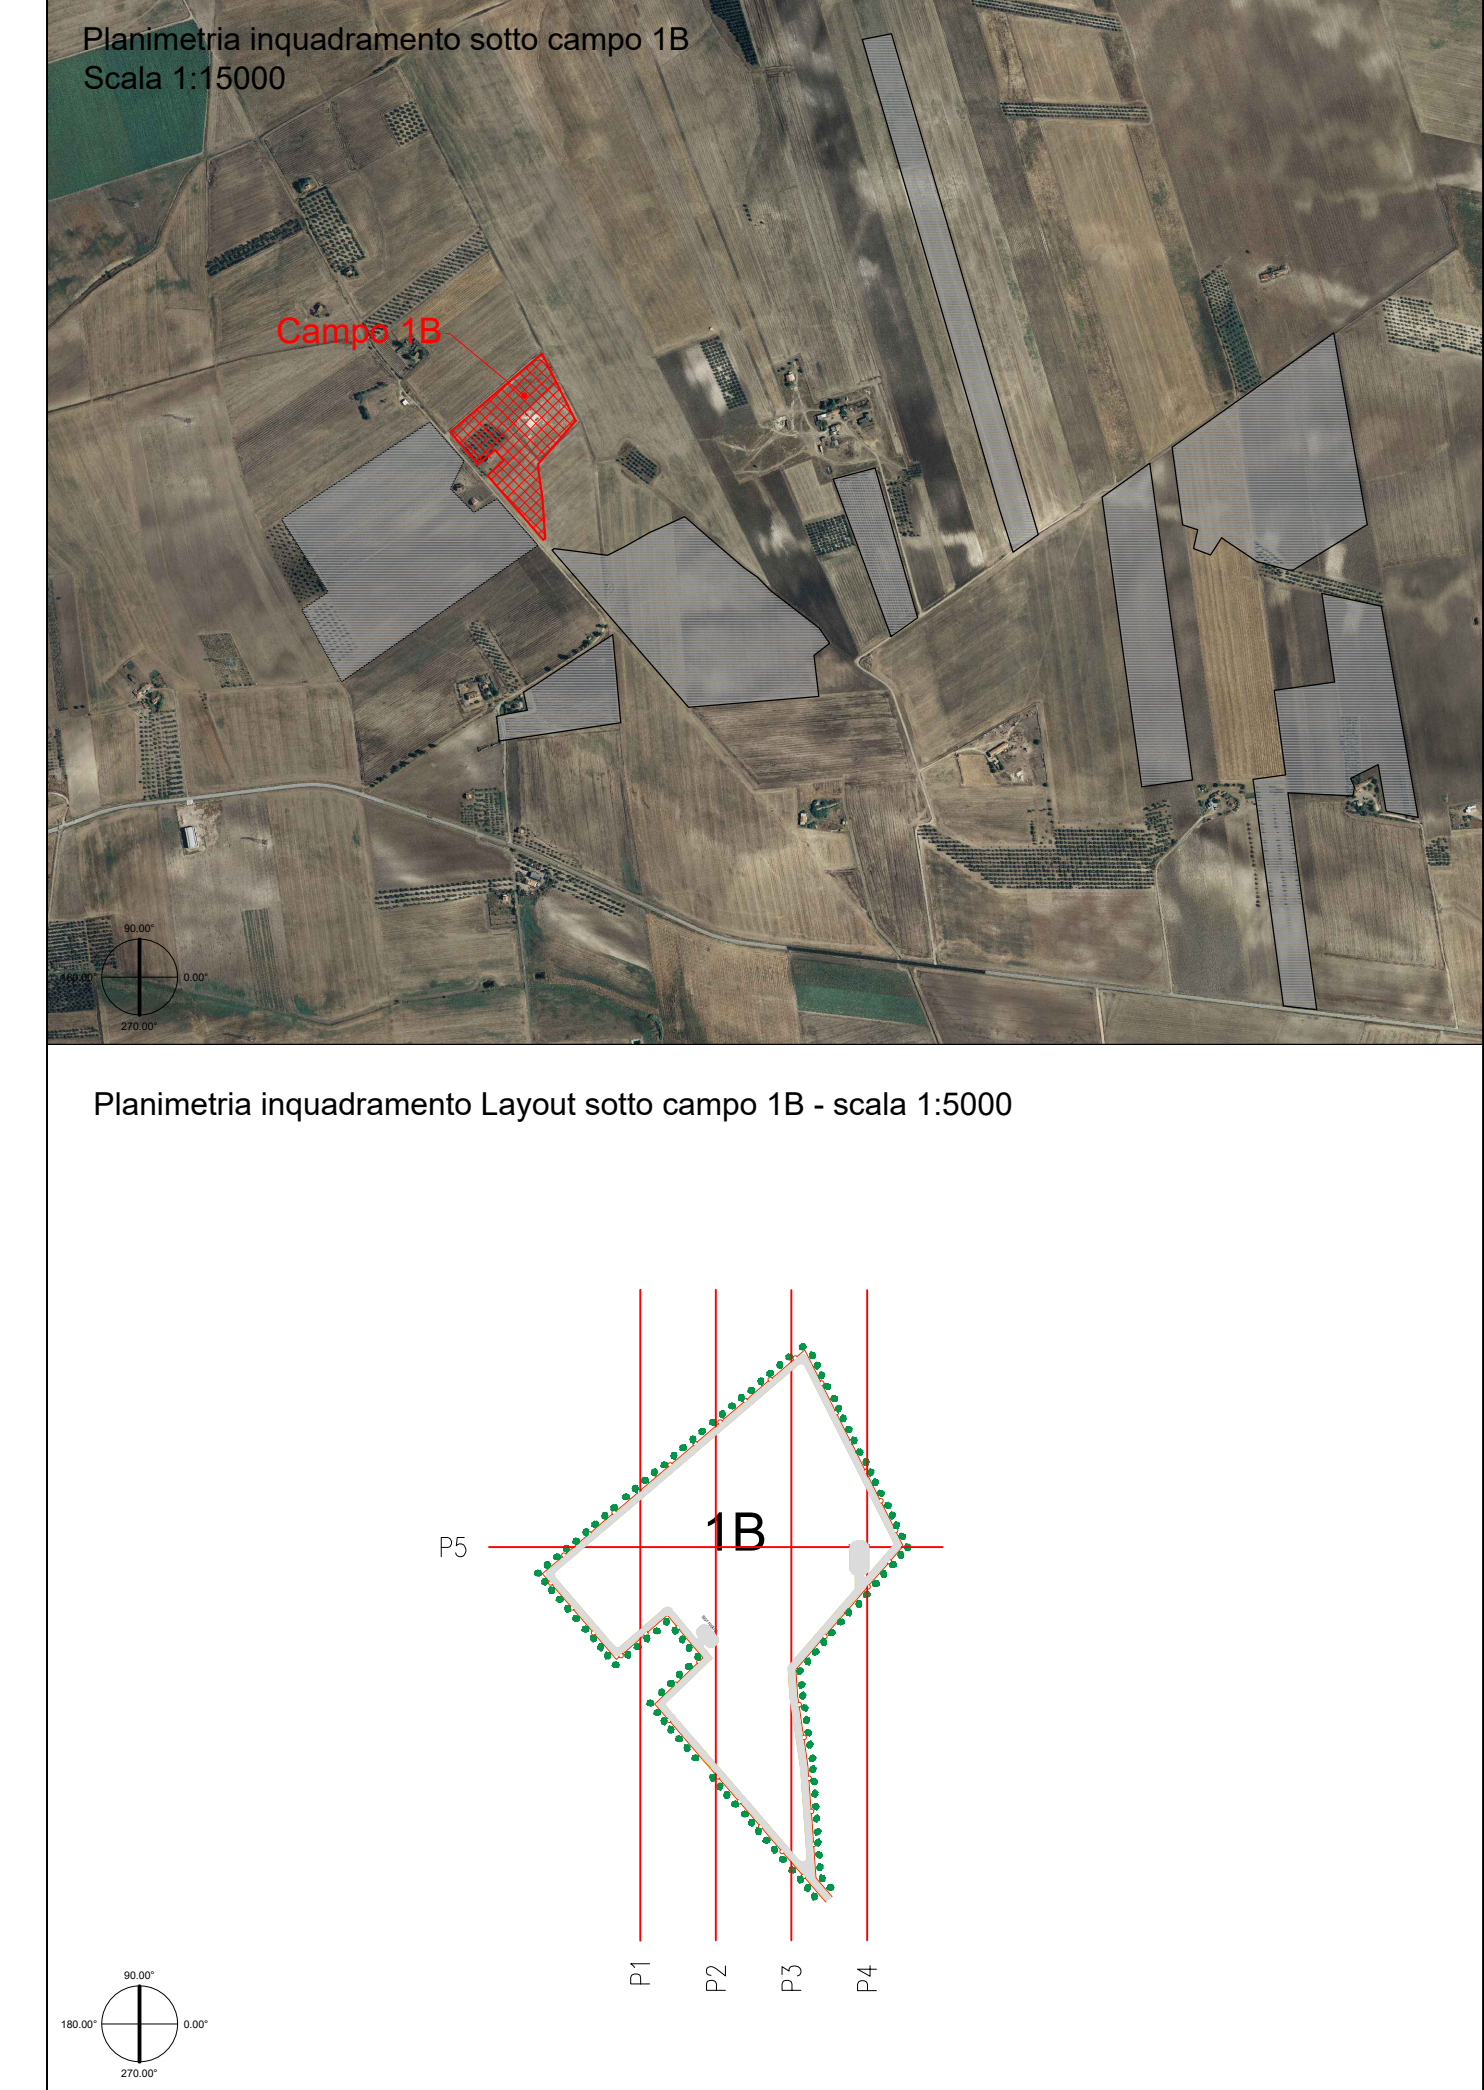 Planimetria inquadramento sotto campo 1B
Scala 1:15000
Campo 1B
90.00°
180.00°
0.00°
270.00°
Planimetria inquadramento Layout sotto campo 1B - scala 1:5000
1B
P5
P1
P2
P3
P4
90.00°
180.00°
0.00°
270.00°